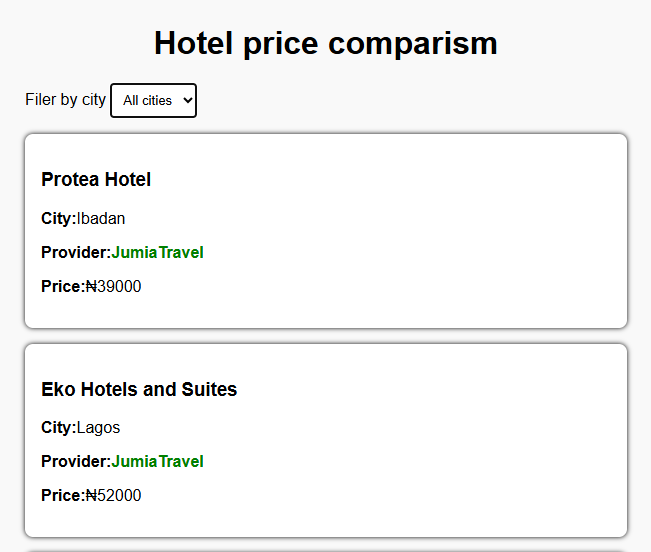 Hotel price comparism
Filer by city All cities
Protea Hotel
City:Ibadan
Provider:JumiaTravel
Price:₦39000
Eko Hotels and Suites
City:Lagos
Provider:JumiaTravel
Price:₦52000